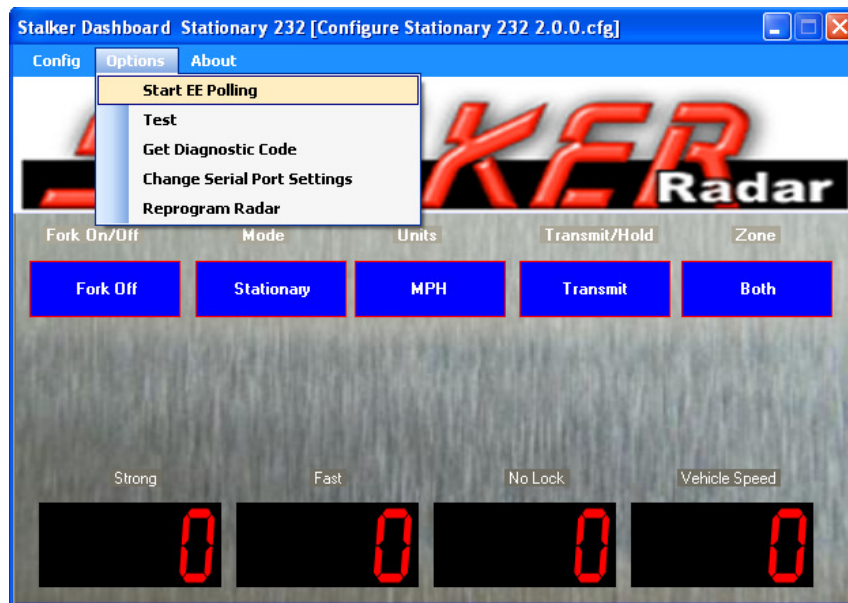 Stalker Dashboard Stationary 232 [Configure Stationary 232 2.0.0.cfg]
Config Options About
Start EE Polling
Test
Get Diagnostic Code
Change Serial Port Settings
Reprogram Radar
KER
Radar
Fork On/Off Mode Units Transmit/Hold Zone
Fork Off Stationary MPH Transmit Both
Strong Fast No Lock Vehicle Speed
0 0 0 0